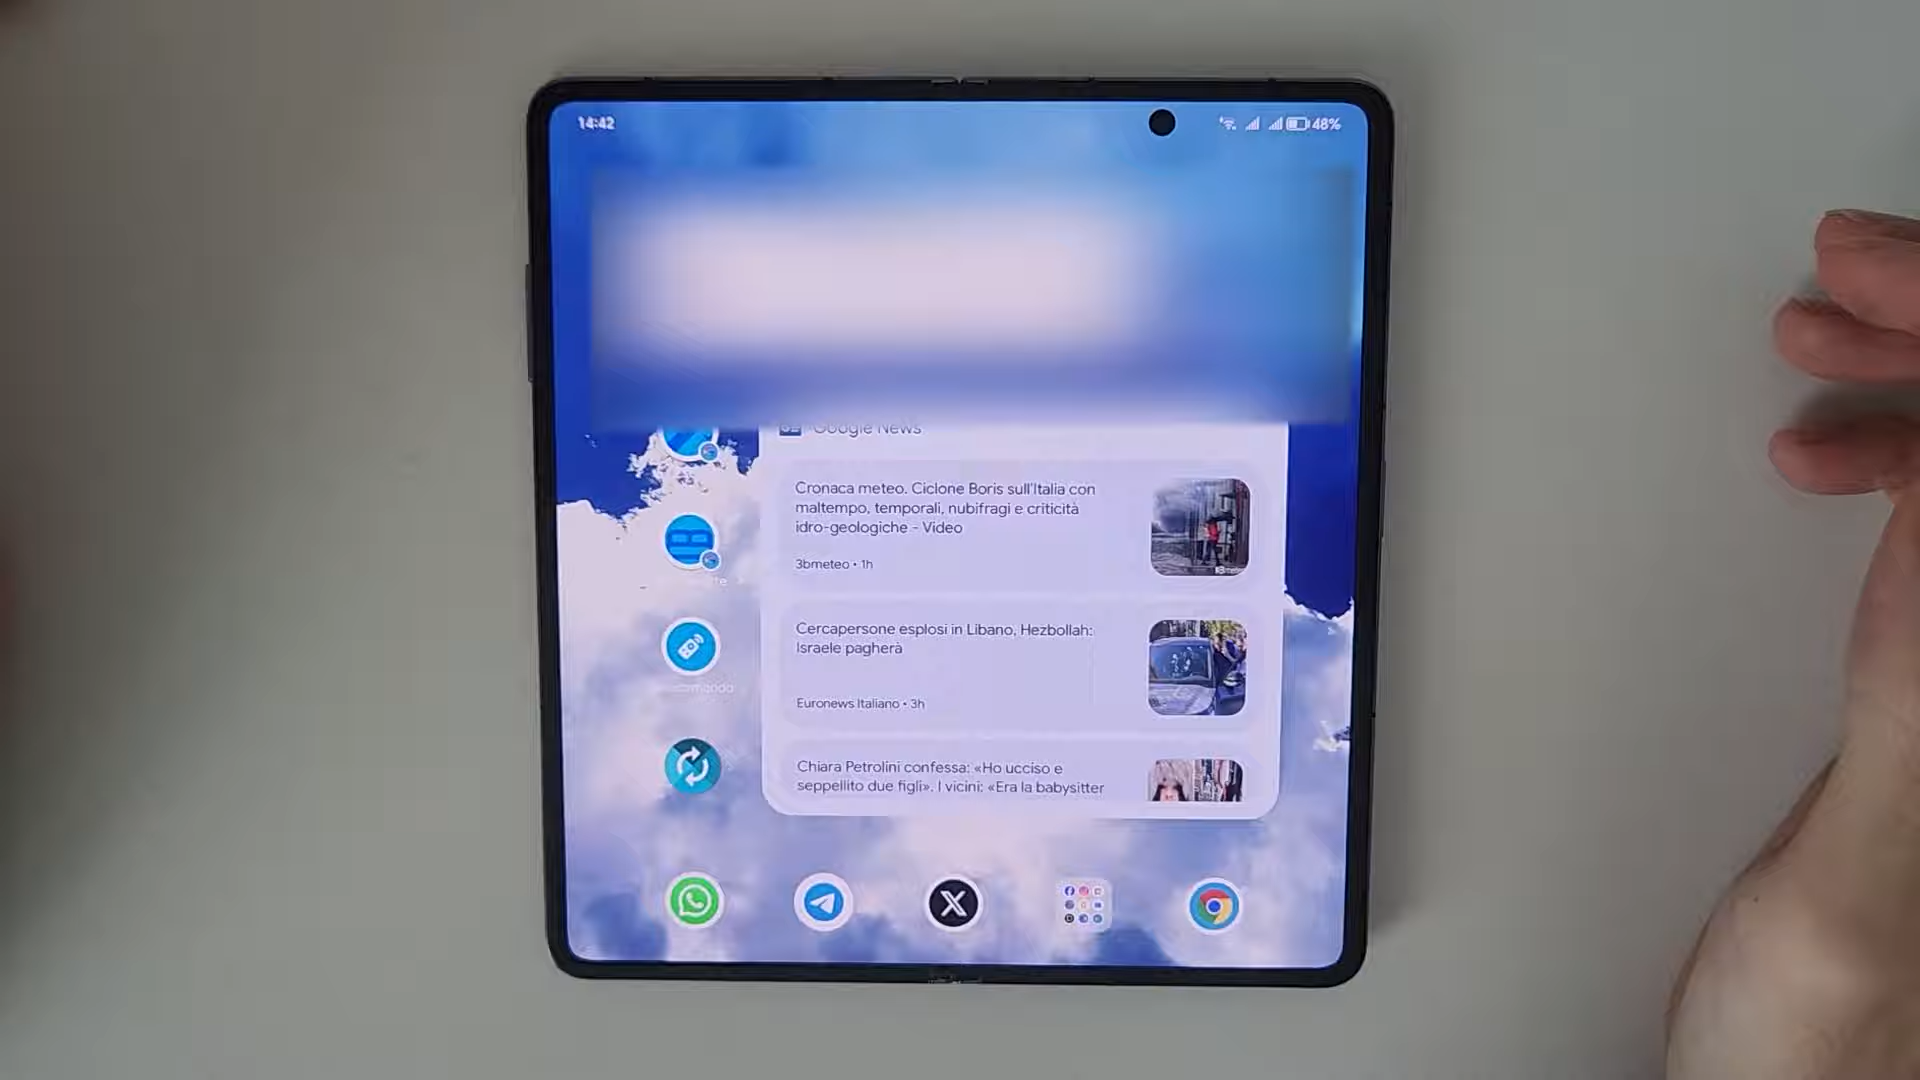 14:42
48%
Google News
Cronaca meteo. Ciclone Boris sull'Italia con
maltempo, temporali, nubifragi e criticità
idro-geologiche - Video
3bmeteo • 1h
Cercapersone esplosi in Libano, Hezbollah:
Israele pagherà
Euronews Italiano • 3h
Chiara Petrolini confessa: «Ho ucciso e
seppellito due figli». I vicini: «Era la babysitter